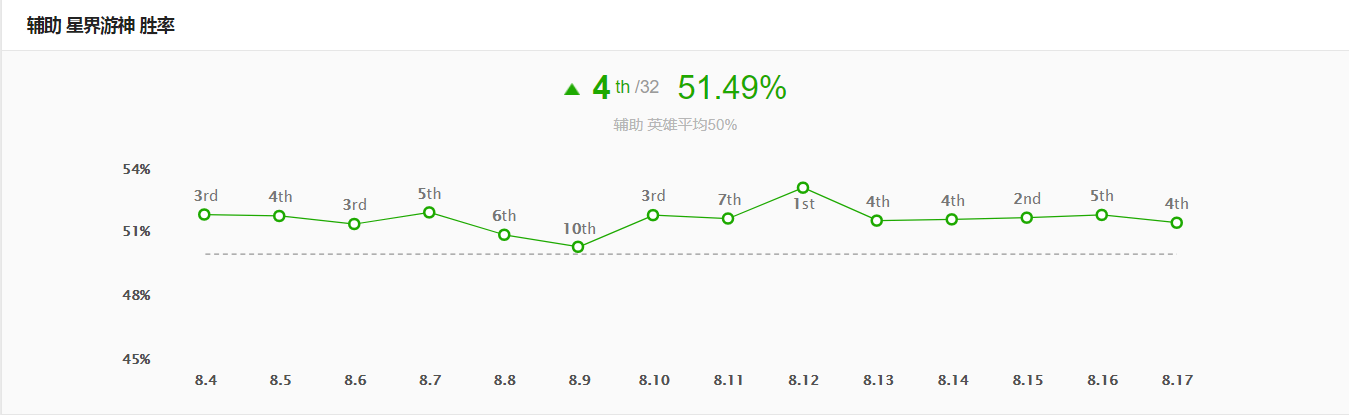 辅助 星界游神 胜率
4 th /32 51.49%
辅助 英雄平均50%
54%
3rd 4th 3rd 5th 6th 10th 3rd 7th 1st 4th 4th 2nd 5th 4th
51%
48%
45%
8.4 8.5 8.6 8.7 8.8 8.9 8.10 8.11 8.12 8.13 8.14 8.15 8.16 8.17